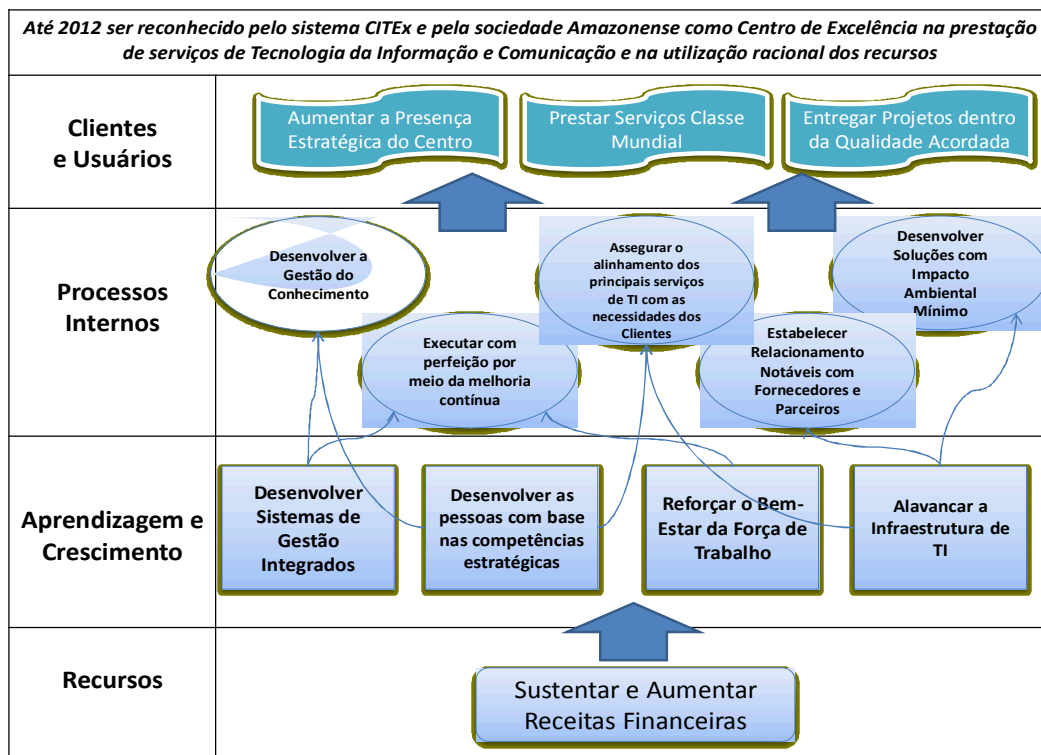 Até 2012 ser reconhecido pelo sistema CITEx e pela sociedade Amazonense como Centro de Excelência na prestação
de serviços de Tecnologia da Informação e Comunicação e na utilização racional dos recursos
Clientes
e Usuários
Aumentar a Presença
Estratégica do Centro
Prestar Serviços Classe
Mundial
Entregar Projetos dentro
da Qualidade Acordada
Processos
Internos
Desenvolver a
Gestão do
Conhecimento
Executar com
perfeição por
meio da melhoria
contínua
Assegurar o
alinhamento dos
principais serviços
de TI com as
necessidades dos
Clientes
Estabelecer
Relacionamento
Notáveis com
Fornecedores e
Parceiros
Desenvolver
Soluções com
Impacto
Ambiental
Mínimo
Aprendizagem e
Crescimento
Desenvolver
Sistemas de
Gestão
Integrados
Desenvolver as
pessoas com base
nas competências
estratégicas
Reforçar o Bem-
Estar da Força de
Trabalho
Alavancar a
Infraestrutura de
TI
Recursos
Sustentar e Aumentar
Receitas Financeiras